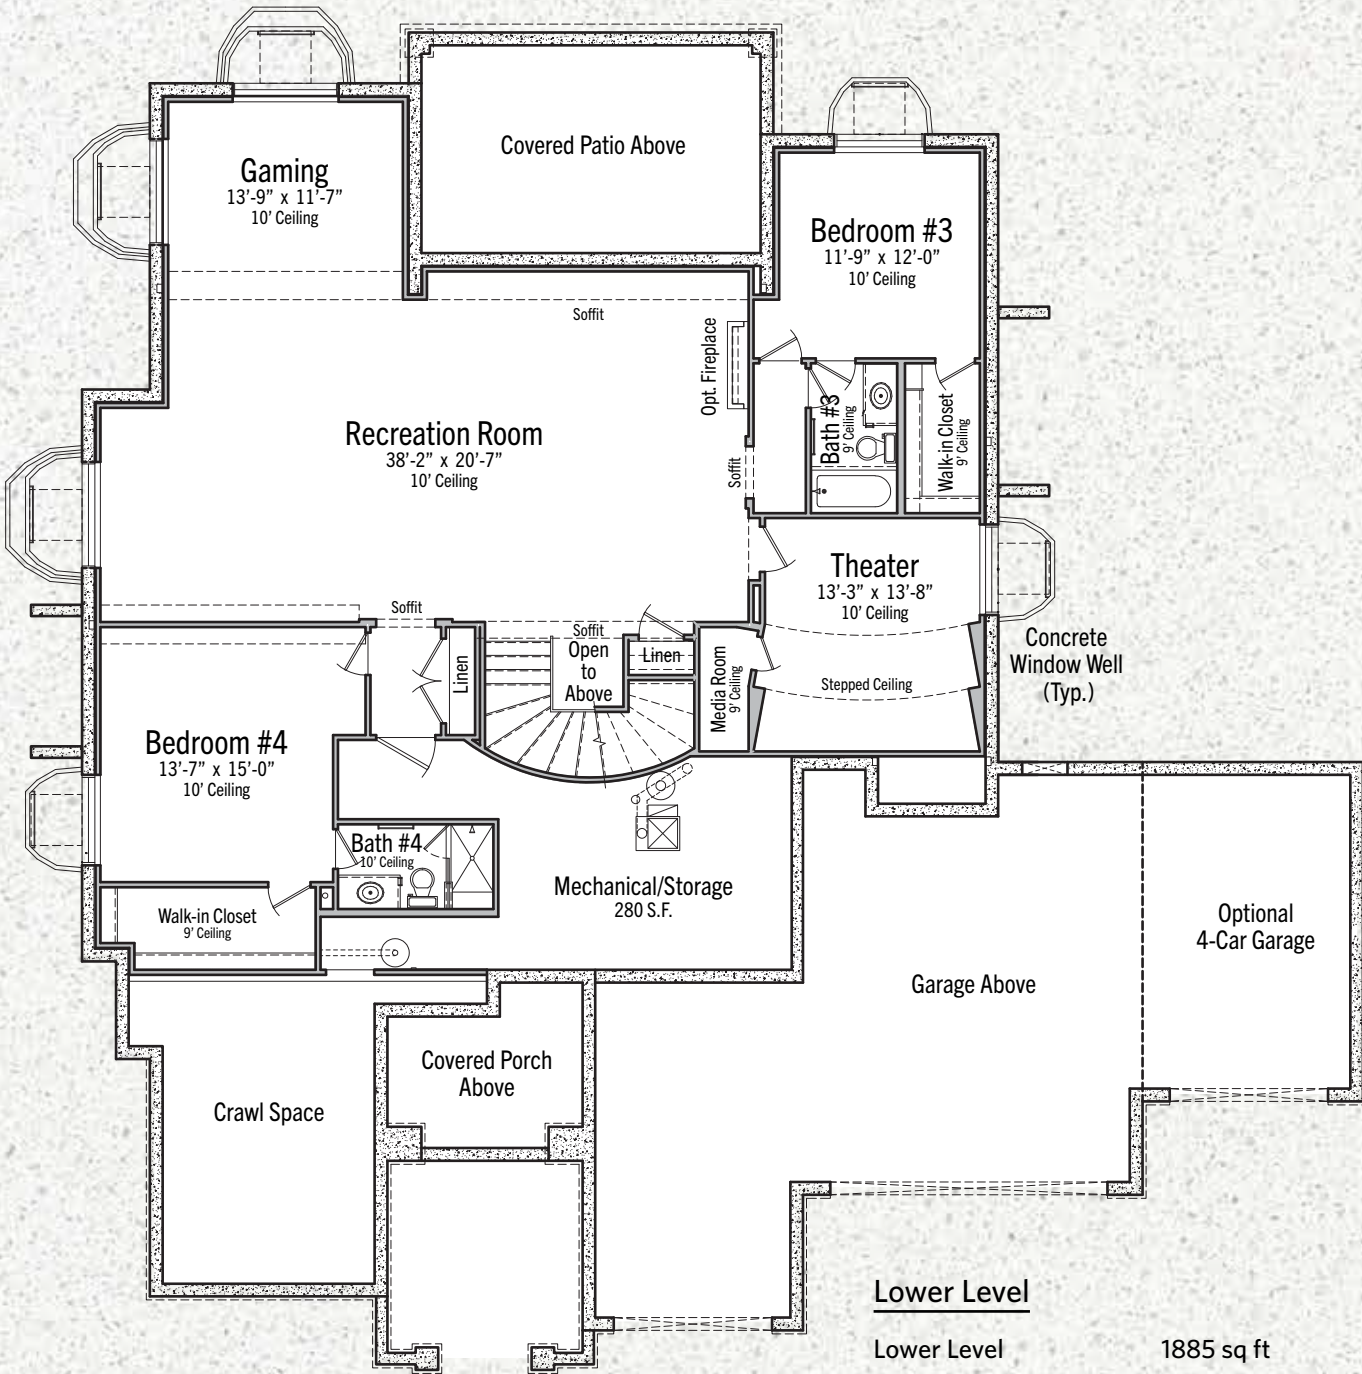 Covered Patio Above
Gaming
13'-9" x 11'-7"
10' Ceiling
Bedroom #3
11'-9" x 12'-0"
10' Ceiling
Soffit
Opt. Fireplace
Recreation Room
38'-2" x 20'-7"
10' Ceiling
Soffit
Bath #3
9' Ceiling
Walk-in Closet
9' Ceiling
Theater
13'-3" x 13'-8"
10' Ceiling
Stepped Ceiling
Concrete
Window Well
(Typ.)
Soffit
Soffit
Open
to
Above
Linen
Linen
Media Room
9' Ceiling
Bedroom #4
13'-7" x 15'-0"
10' Ceiling
Bath #4
10' Ceiling
Walk-in Closet
9' Ceiling
Mechanical/Storage
280 S.F.
Optional
4-Car Garage
Garage Above
Covered Porch
Above
Crawl Space
Lower Level
Lower Level 1885 sq ft